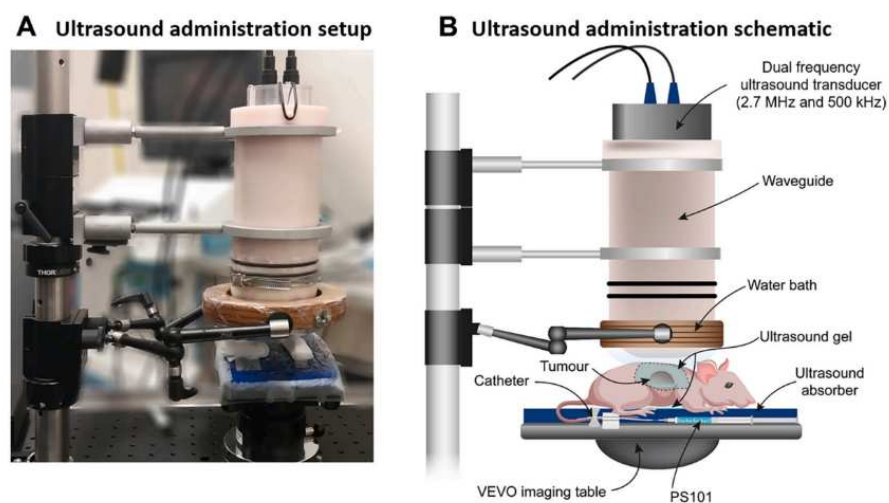 A Ultrasound administration setup
THOR
B Ultrasound administration schematic
Dual frequency
ultrasound transducer
(2.7 MHz and 500 kHz)
Waveguide
Water bath
Ultrasound gel
Tumour
Catheter
Ultrasound
absorber
VEVO imaging table
PS101